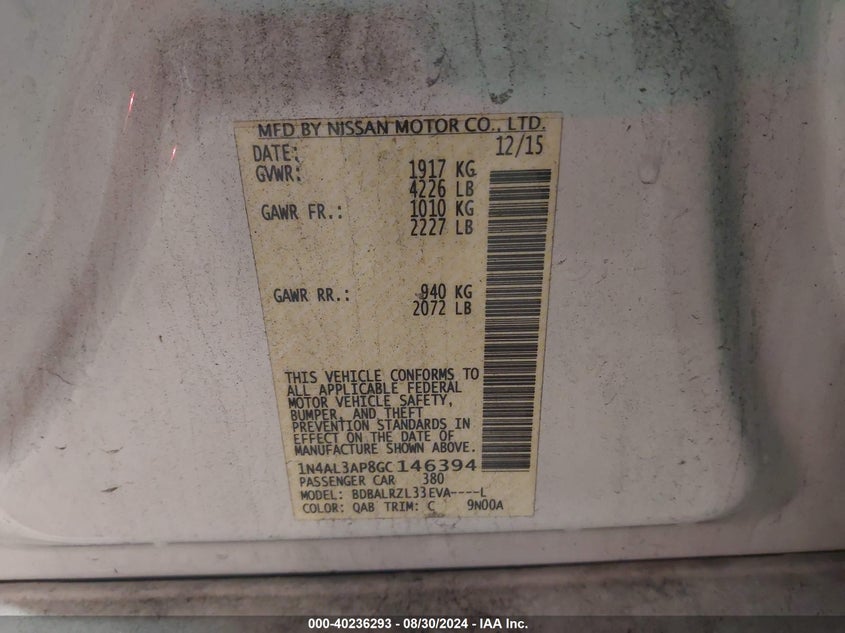 MFD BY NISSAN MOTOR CO., LTD.
DATE: 12/15
GVWR: 1917 KG
4226 LB
GAWR FR.: 1010 KG
2227 LB
GAWR RR.: 940 KG
2072 LB
THIS VEHICLE CONFORMS TO
ALL APPLICABLE FEDERAL
MOTOR VEHICLE SAFETY,
BUMPER, AND THEFT
PREVENTION STANDARDS IN
EFFECT ON THE DATE OF
MANUFACTURE SHOWN ABOVE.
1N4AL3AP8GC146394
PASSENGER CAR 380
MODEL: BDBALRZL33EVA----L
COLOR: QAB TRIM: C 9N00A
000-40236293 - 08/30/2024 - IAA Inc.